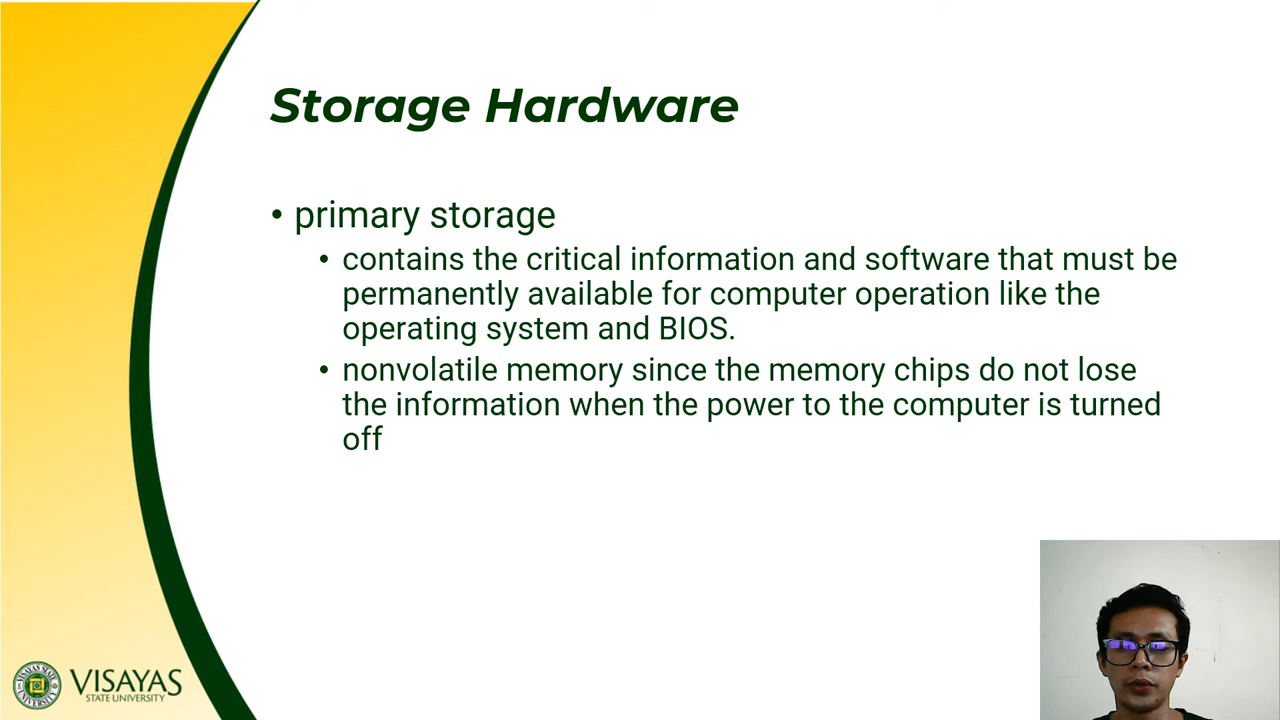 Storage Hardware
• primary storage
• contains the critical information and software that must be
permanently available for computer operation like the
operating system and BIOS.
• nonvolatile memory since the memory chips do not lose
the information when the power to the computer is turned
off
VISAYAS
STATE UNIVERSITY